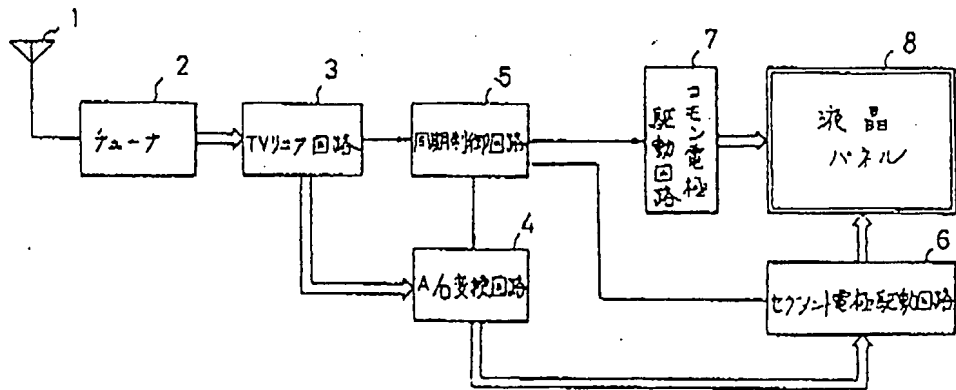 1
2
チューナ
3
TVリニア回路
5
同期制御回路
7
コモン電極
駆動回路
8
液晶
パネル
4
A/D変換回路
6
セグメント電極駆動回路